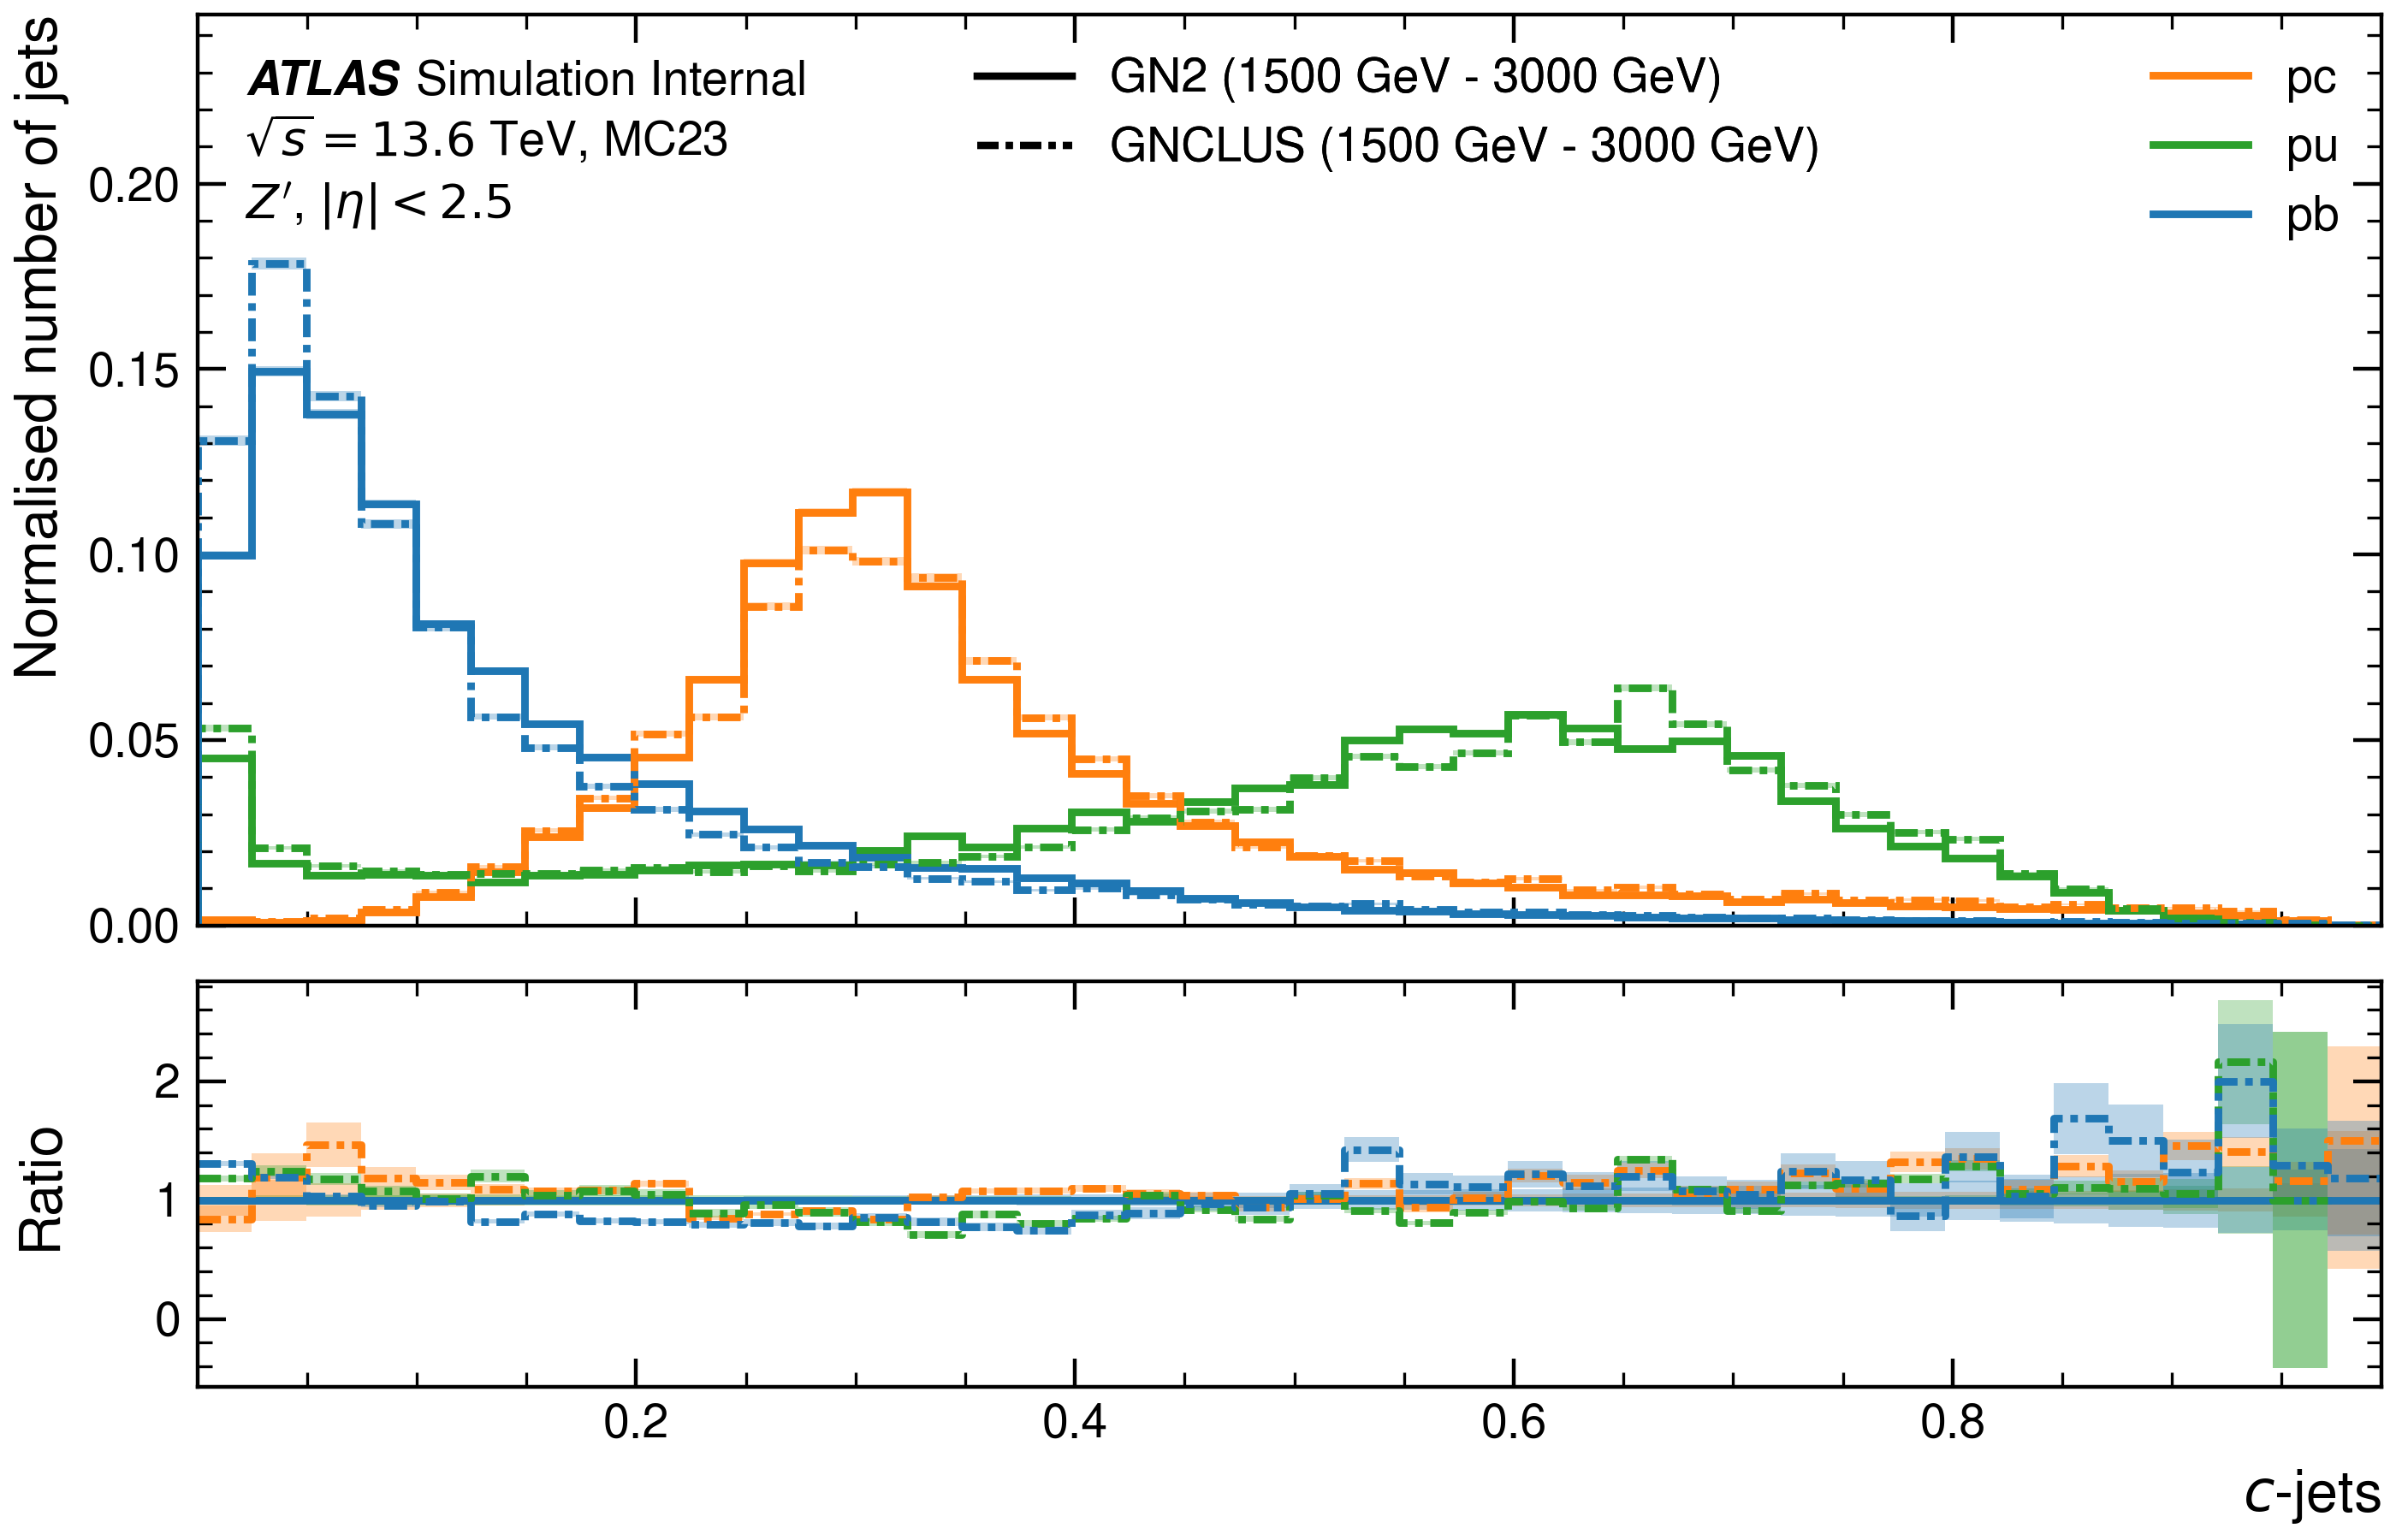 Normalised number of jets
ATLAS Simulation Internal
√s = 13.6 TeV, MC23
Z′, |η| < 2.5
GN2 (1500 GeV - 3000 GeV)
GNCLUS (1500 GeV - 3000 GeV)
pc
pu
pb
0.20
0.15
0.10
0.05
0.00
Ratio
2
1
0
0.2 0.4 0.6 0.8
c-jets